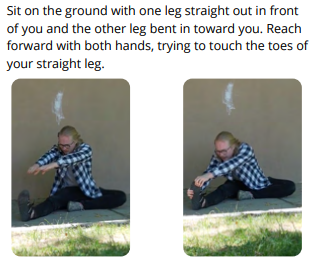 Sit on the ground with one leg straight out in front
of you and the other leg bent in toward you. Reach
forward with both hands, trying to touch the toes of
your straight leg.